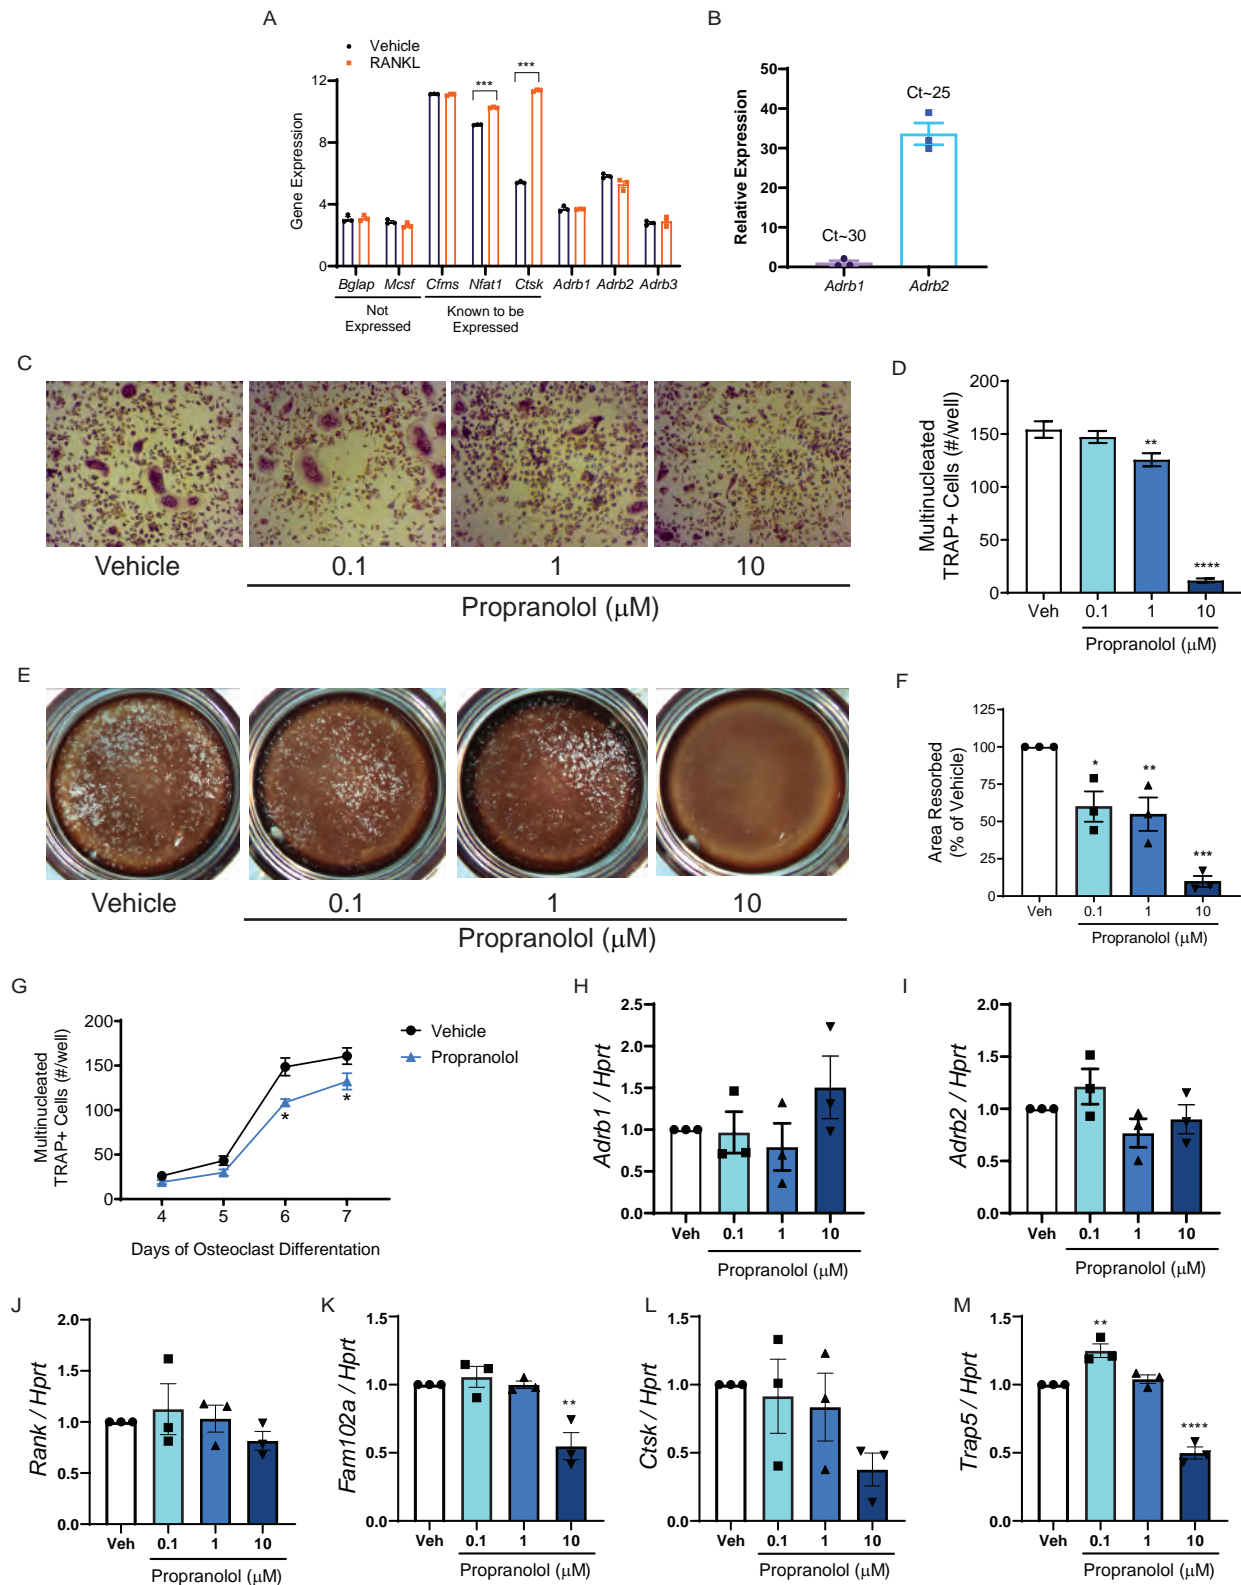 A
Vehicle
RANKL
Gene Expression
12
8
4
0
***
***
Bglap Mcsf Cfms Nfat1 Ctsk Adrb1 Adrb2 Adrb3
Not
Expressed
Known to be
Expressed
B
Relative Expression
50
40
30
20
10
0
Ct~30
Ct~25
Adrb1 Adrb2
C
Vehicle 0.1 1 10
Propranolol (μM)
D
Multinucleated
TRAP+ Cells (#/well)
200
150
100
50
0
**
****
Veh 0.1 1 10
Propranolol (μM)
E
Vehicle 0.1 1 10
Propranolol (μM)
F
Area Resorbed
(% of Vehicle)
125
100
75
50
25
0
*
**
***
Veh 0.1 1 10
Propranolol (μM)
G
Multinucleated
TRAP+ Cells (#/well)
200
150
100
50
0
Vehicle
Propranolol
*
*
4 5 6 7
Days of Osteoclast Differentation
H
Adrb1 / Hprt
2.5
2.0
1.5
1.0
0.5
0.0
Veh 0.1 1 10
Propranolol (μM)
I
Adrb2 / Hprt
2.0
1.5
1.0
0.5
0.0
Veh 0.1 1 10
Propranolol (μM)
J
Rank / Hprt
2.0
1.5
1.0
0.5
0.0
Veh 0.1 1 10
Propranolol (μM)
K
Fam102a / Hprt
1.5
1.0
0.5
0.0
**
Veh 0.1 1 10
Propranolol (μM)
L
Ctsk / Hprt
1.5
1.0
0.5
0.0
Veh 0.1 1 10
Propranolol (μM)
M
Trap5 / Hprt
1.5
1.0
0.5
0.0
**
****
Veh 0.1 1 10
Propranolol (μM)